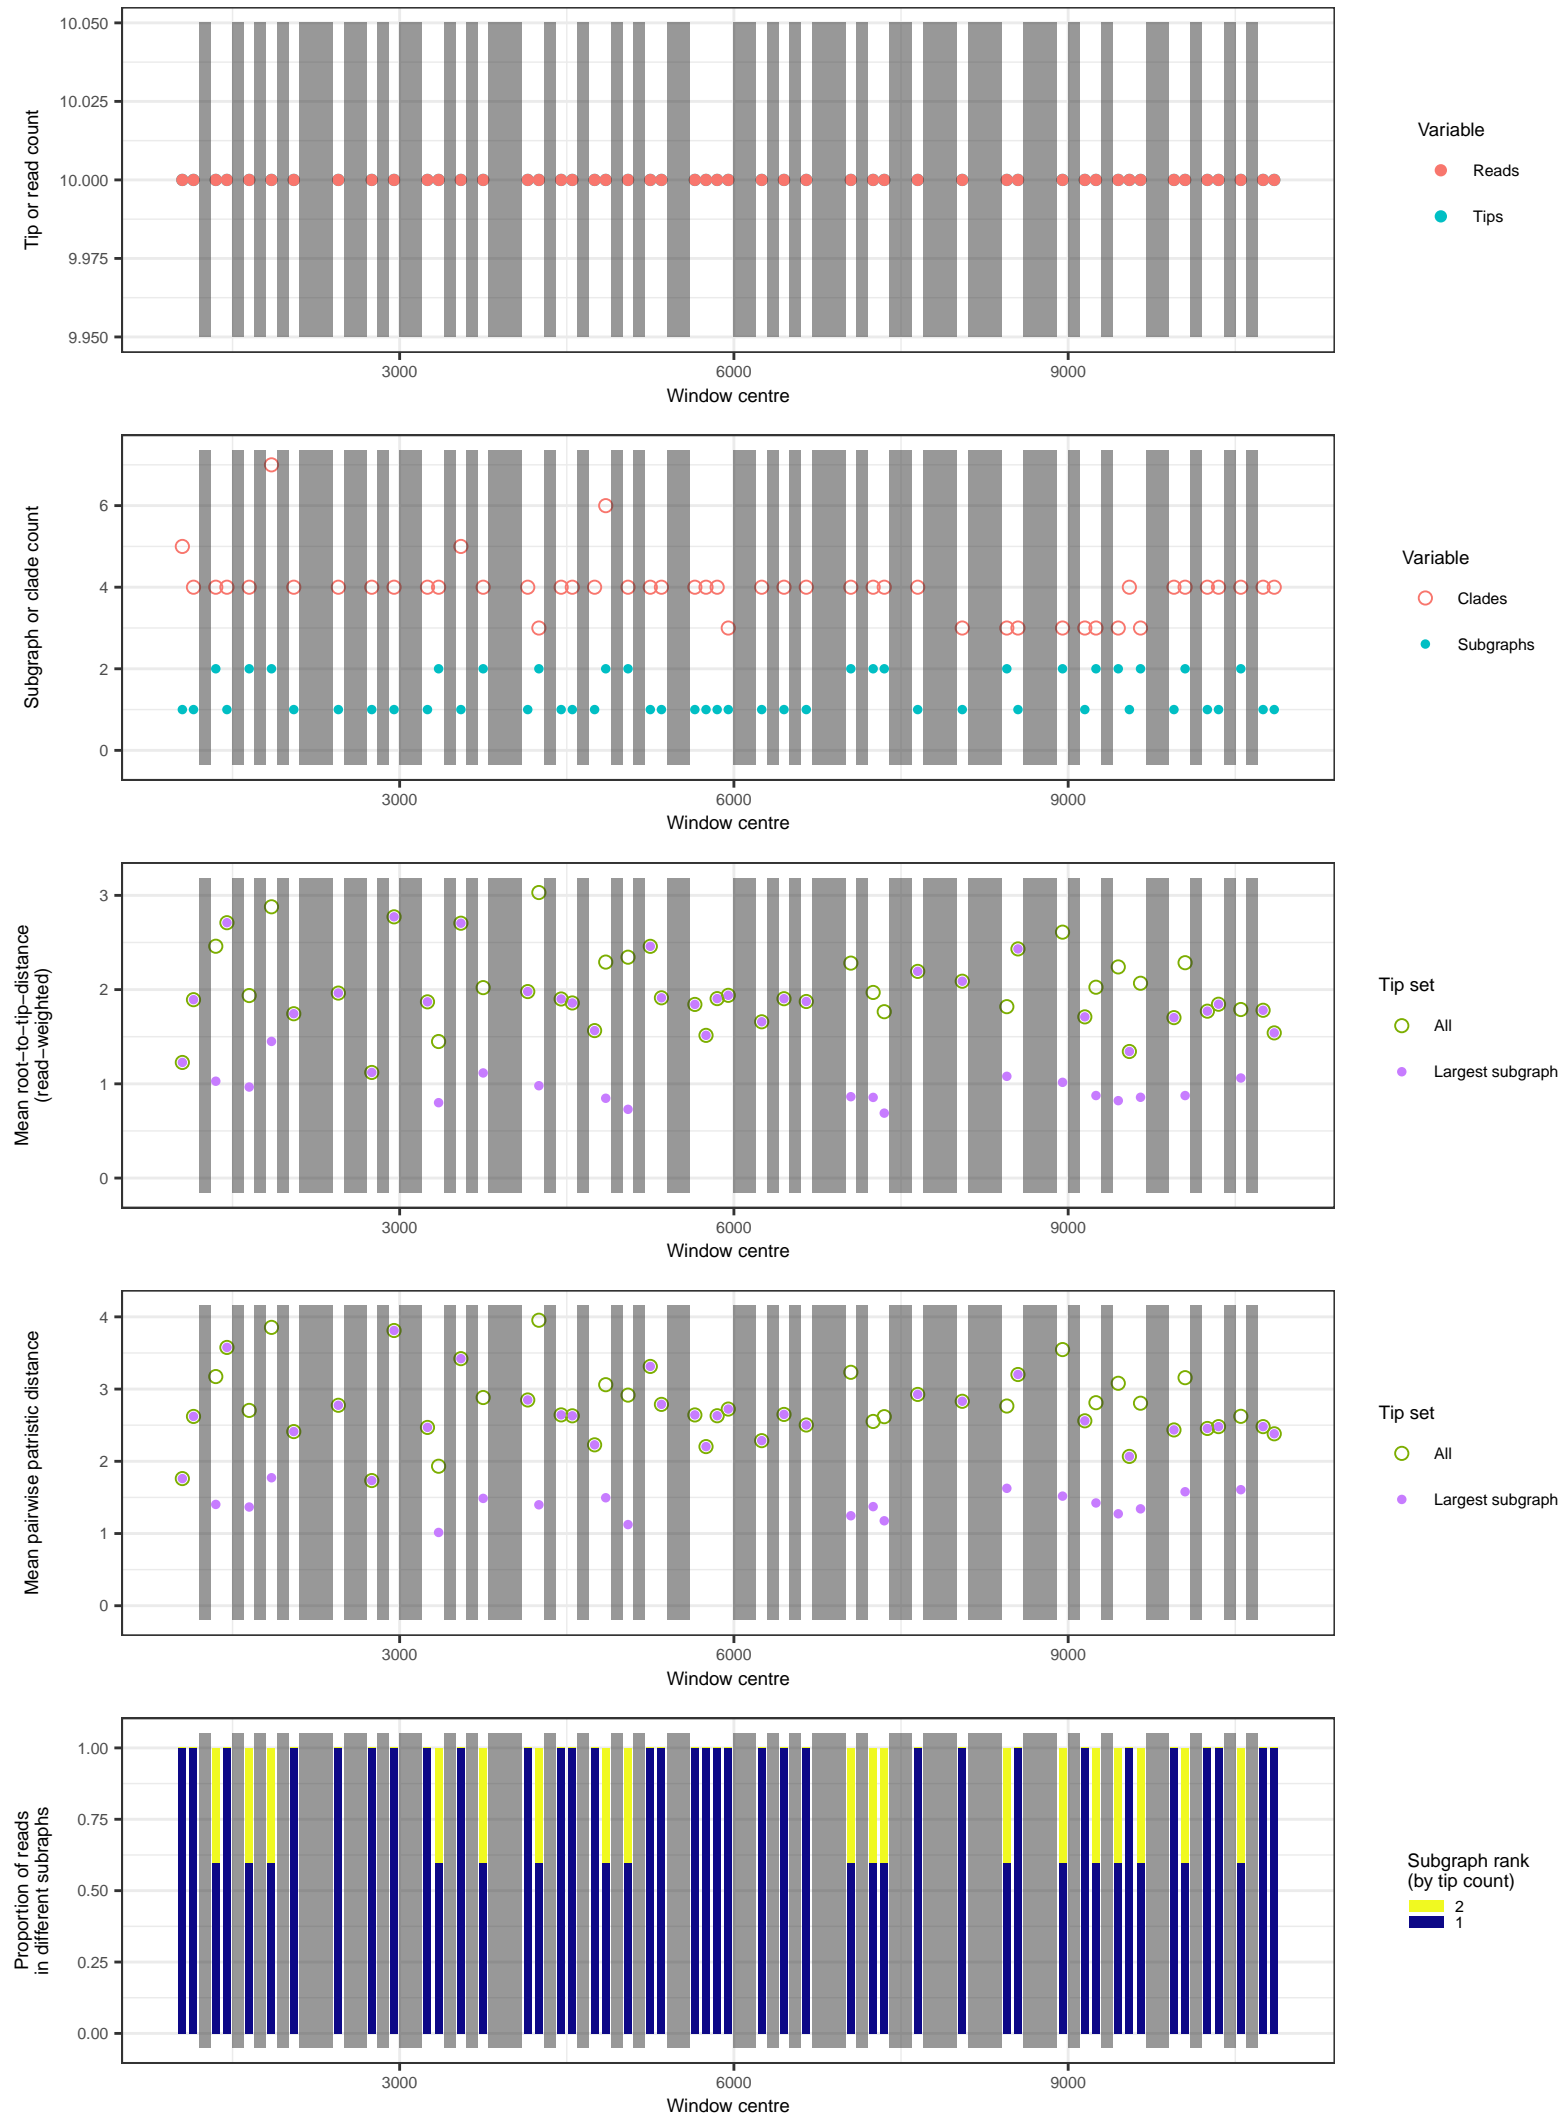 10.050
10.025
10.000
9.975
9.950
Tip or read count
3000
6000
9000
Window centre
Variable
Reads
Tips
6
4
2
0
Subgraph or clade count
3000
6000
9000
Window centre
Variable
Clades
Subgraphs
3
2
1
0
Mean root−to−tip−distance
(read−weighted)
3000
6000
9000
Window centre
Tip set
All
Largest subgraph
4
3
2
1
0
Mean pairwise patristic distance
3000
6000
9000
Window centre
Tip set
All
Largest subgraph
1.00
0.75
0.50
0.25
0.00
Proportion of reads
in different subraphs
3000
6000
9000
Window centre
Subgraph rank
(by tip count)
2
1